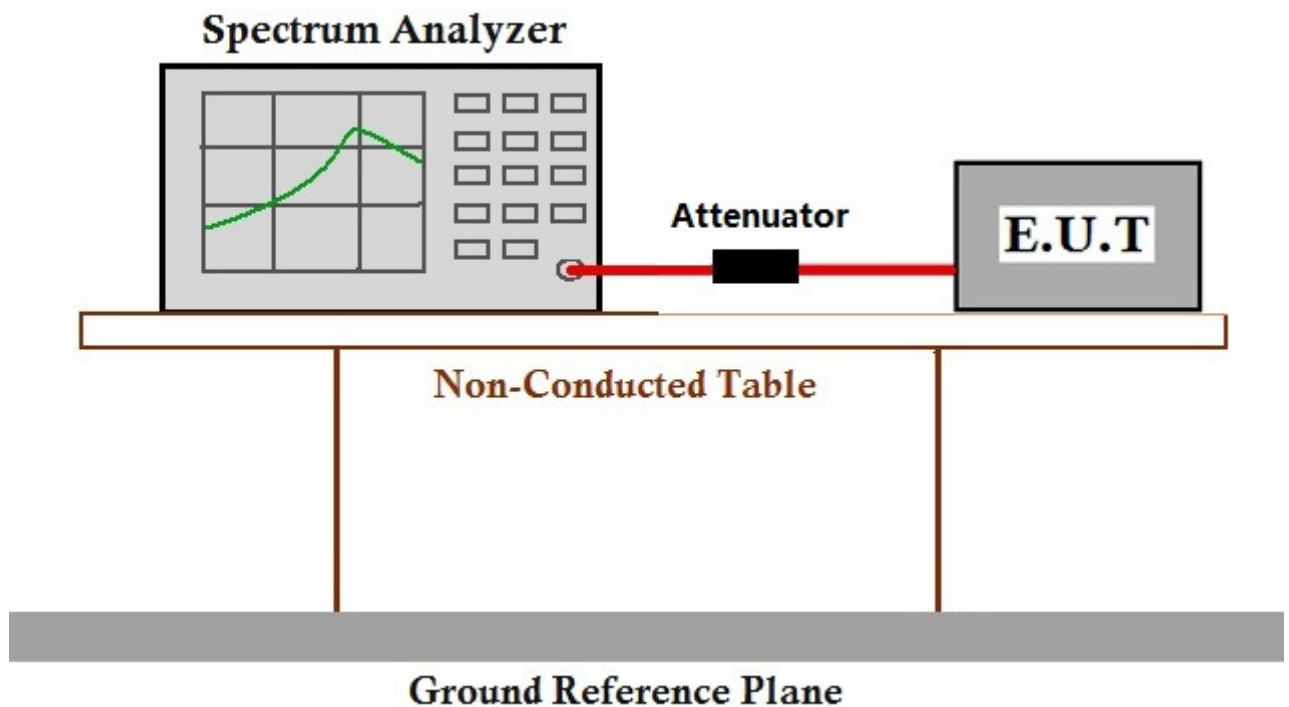 Spectrum Analyzer
Attenuator
E.U.T
Non-Conducted Table
Ground Reference Plane